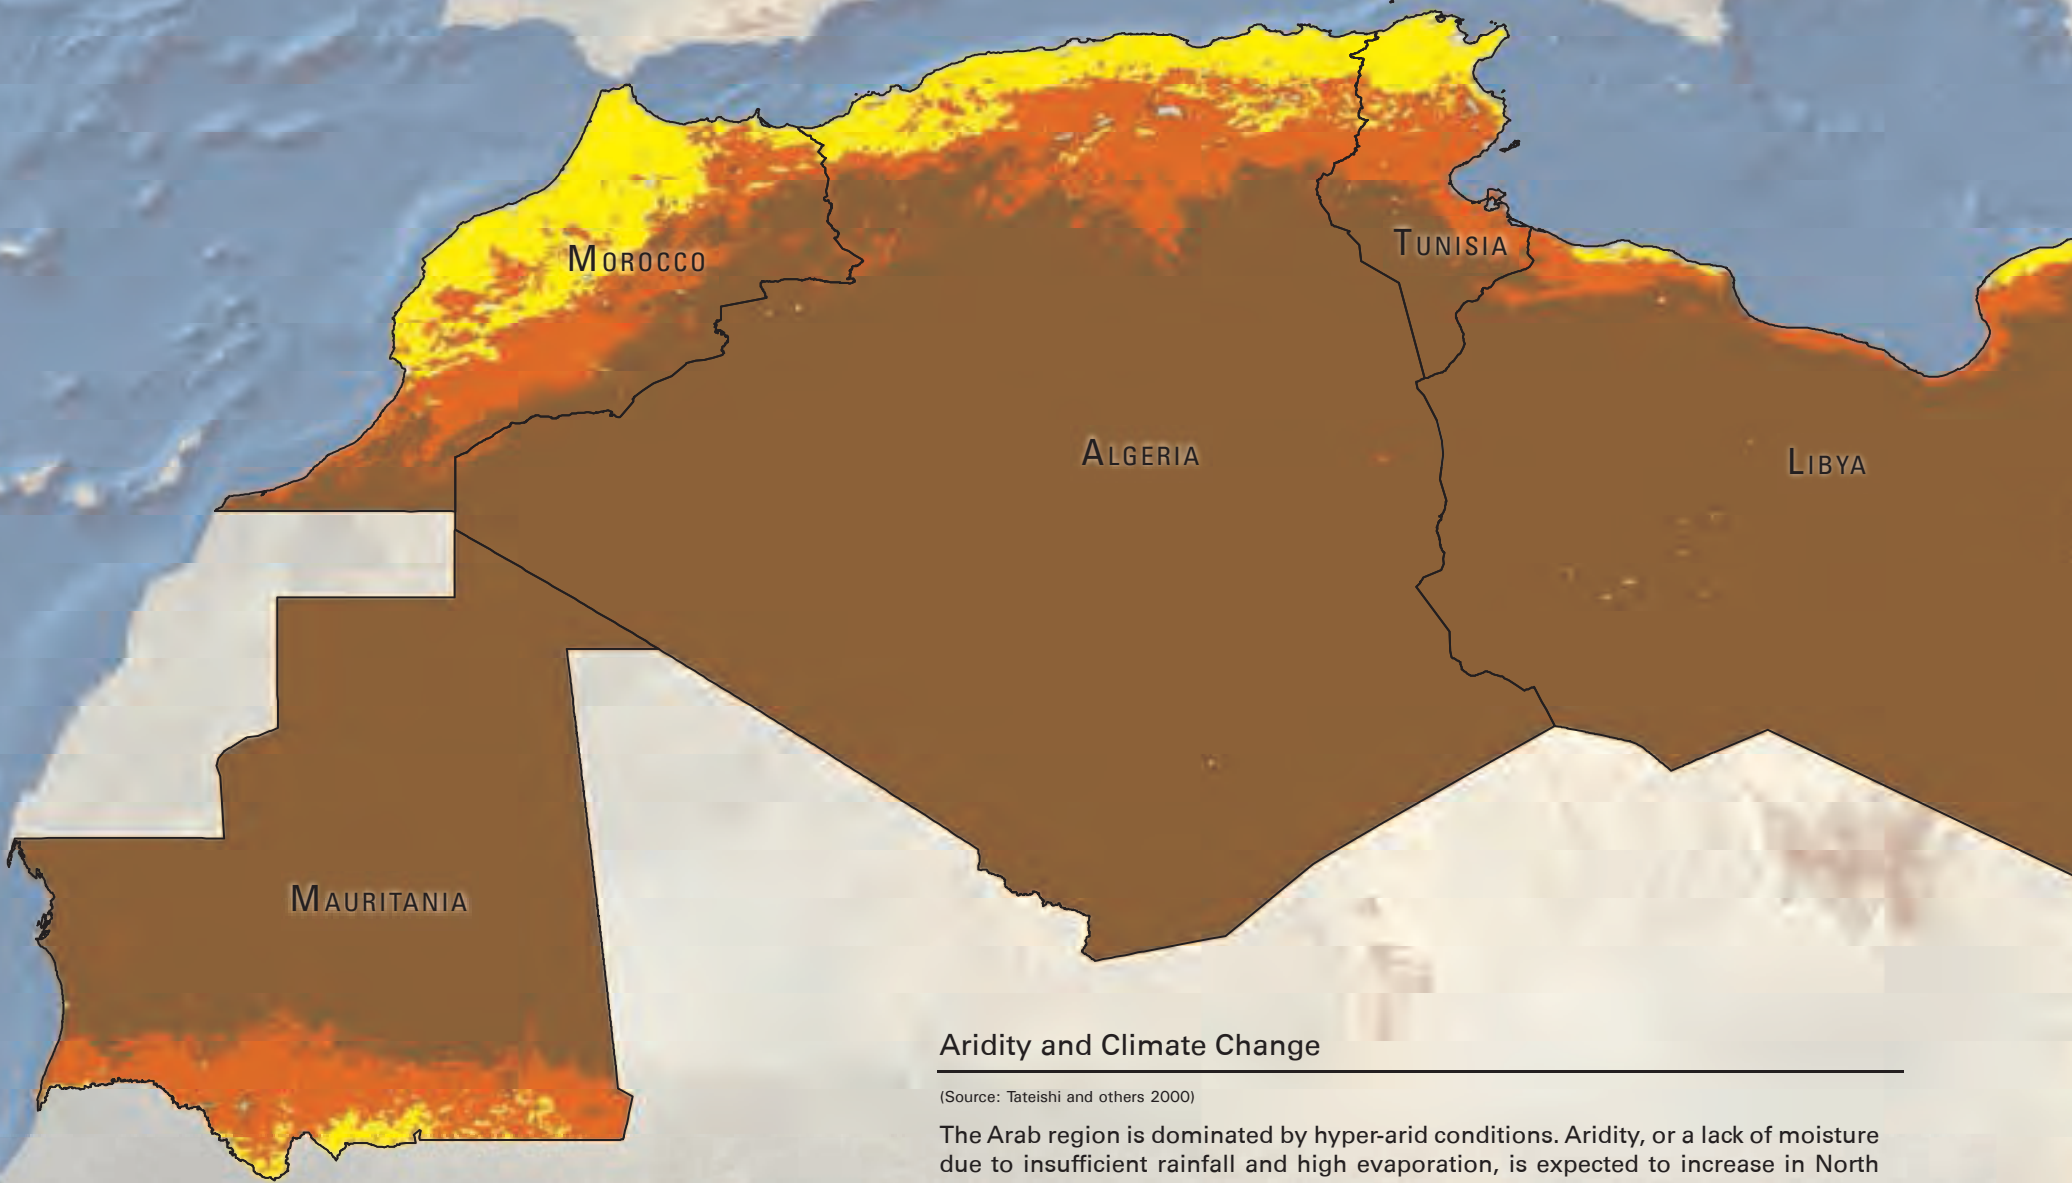 MOROCCO
TUNISIA
ALGERIA
LIBYA
MAURITANIA
Aridity and Climate Change
(Source: Tateishi and others 2000)
The Arab region is dominated by hyper-arid conditions. Aridity, or a lack of moisture
due to insufficient rainfall and high evaporation, is expected to increase in North